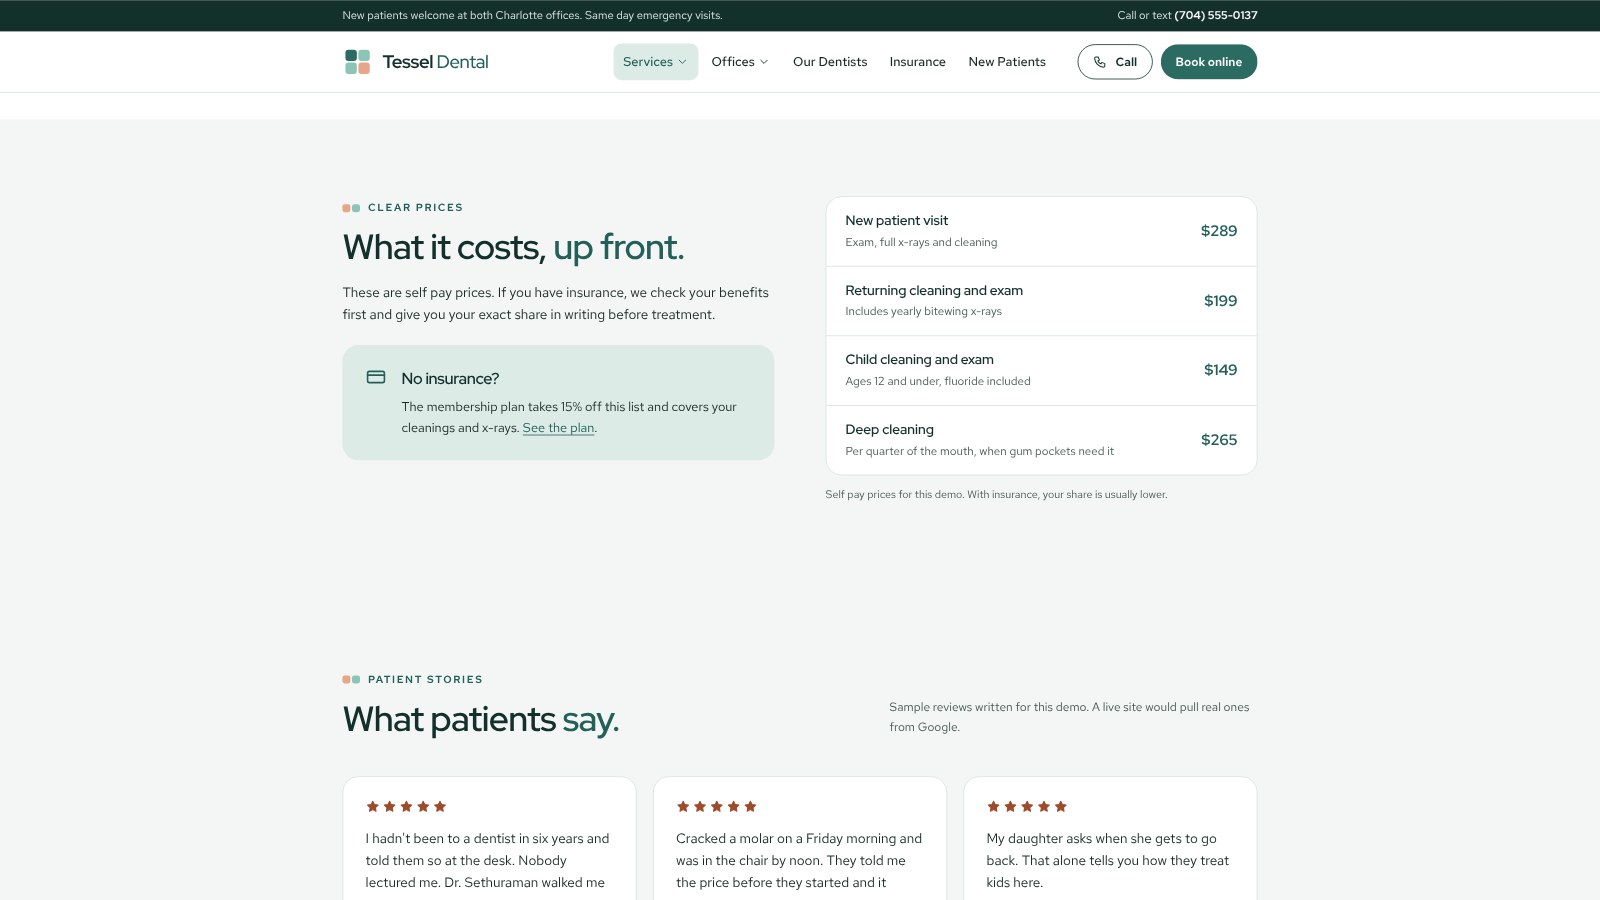 New patients welcome at both Charlotte offices. Same day emergency visits.
Call or text (704) 555-0137
Tessel Dental
Services
Offices
Our Dentists
Insurance
New Patients
Call
Book online
CLEAR PRICES
What it costs, up front.
These are self pay prices. If you have insurance, we check your benefits
first and give you your exact share in writing before treatment.
No insurance?
The membership plan takes 15% off this list and covers your
cleanings and x-rays. See the plan.
New patient visit
Exam, full x-rays and cleaning
$289
Returning cleaning and exam
Includes yearly bitewing x-rays
$199
Child cleaning and exam
Ages 12 and under, fluoride included
$149
Deep cleaning
Per quarter of the mouth, when gum pockets need it
$265
Self pay prices for this demo. With insurance, your share is usually lower.
PATIENT STORIES
What patients say.
Sample reviews written for this demo. A live site would pull real ones
from Google.
I hadn't been to a dentist in six years and
told them so at the desk. Nobody
lectured me. Dr. Sethuraman walked me
Cracked a molar on a Friday morning and
was in the chair by noon. They told me
the price before they started and it
My daughter asks when she gets to go
back. That alone tells you how they treat
kids here.